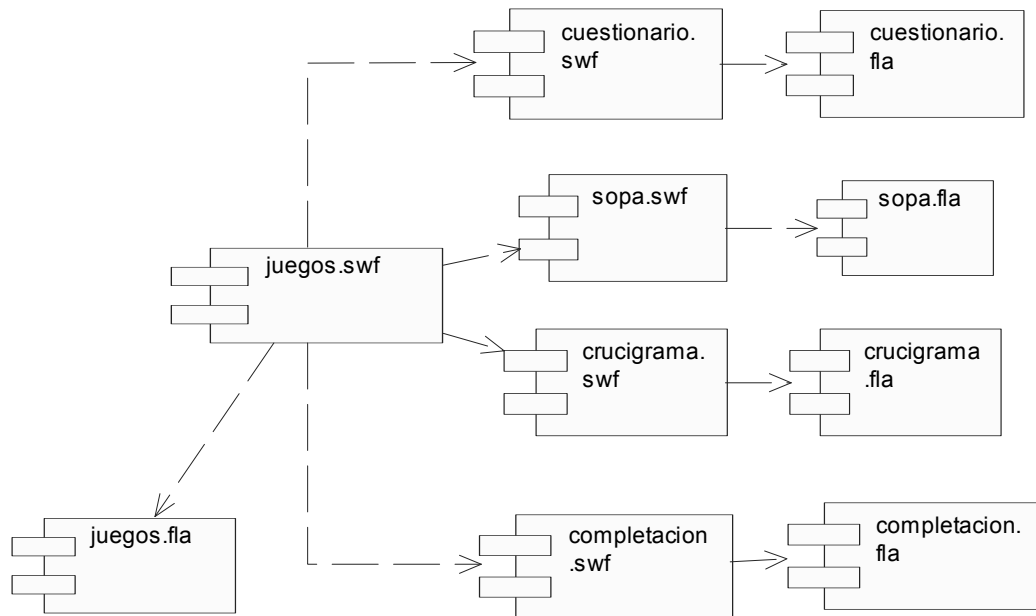 cuestionario.
swf
cuestionario.
fla
sopa.swf
sopa.fla
juegos.swf
crucigrama.
swf
crucigrama
.fla
juegos.fla
completacion
.swf
completacion.
fla